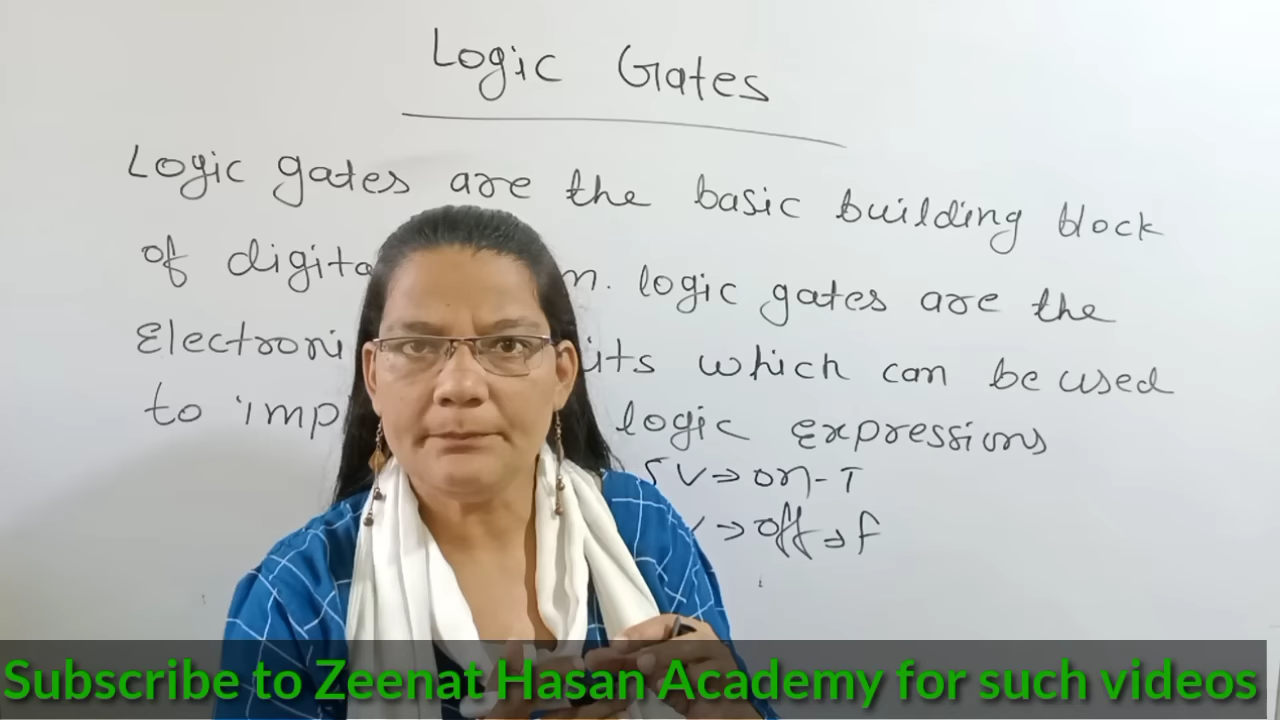 Logic Gates
Logic gates are the basic building block
of digita n. logic gates are the
Electroni its which can be used
to imp logic expressions
5V → on - T
V → off → f
Subscribe to Zeenat Hasan Academy for such videos